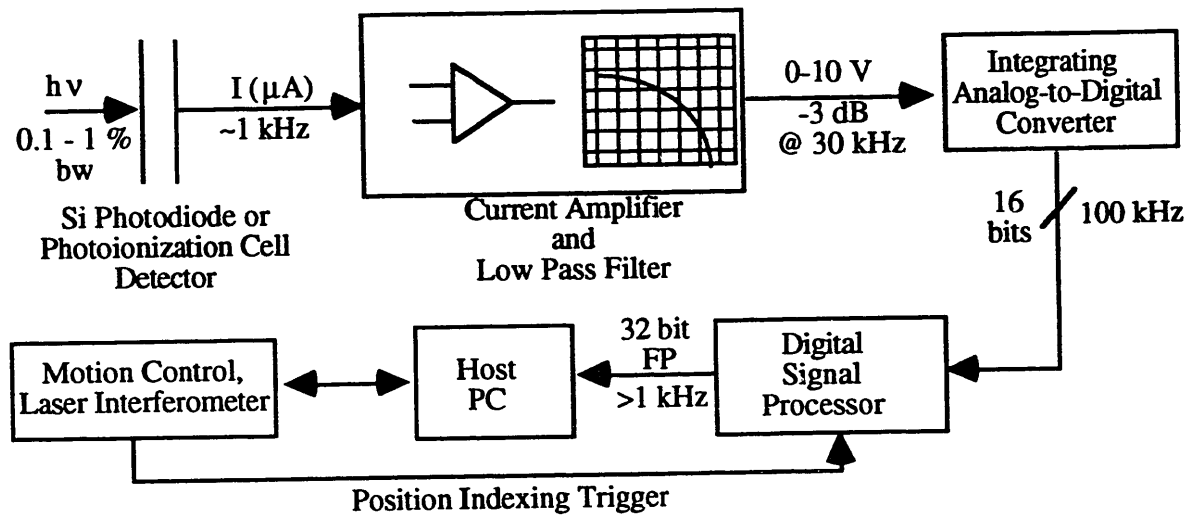 h ν
0.1 - 1 %
bw
Si Photodiode or
Photoionization Cell
Detector
I (μA)
~1 kHz
Current Amplifier
and
Low Pass Filter
0-10 V
-3 dB
@ 30 kHz
Integrating
Analog-to-Digital
Converter
16
bits
100 kHz
Digital
Signal
Processor
32 bit
FP
>1 kHz
Host
PC
Motion Control,
Laser Interferometer
Position Indexing Trigger